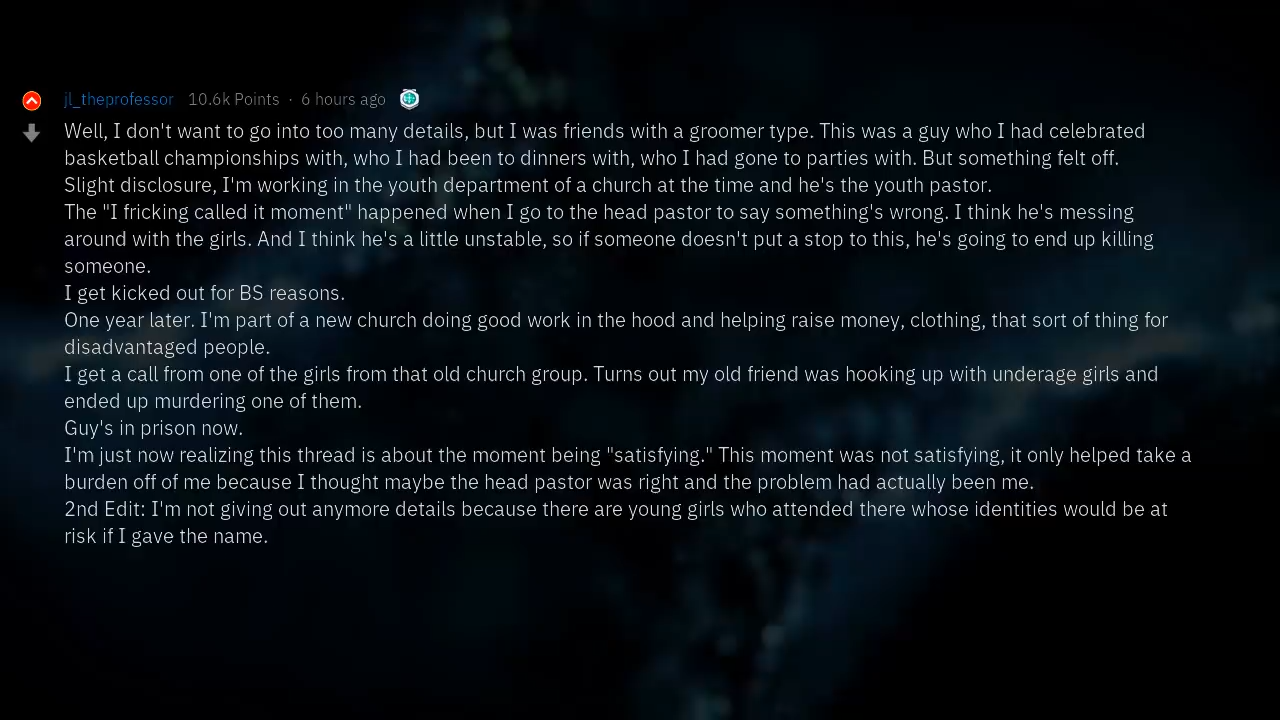 jl_theprofessor 10.6k Points · 6 hours ago
Well, I don't want to go into too many details, but I was friends with a groomer type. This was a guy who I had celebrated
basketball championships with, who I had been to dinners with, who I had gone to parties with. But something felt off.
Slight disclosure, I'm working in the youth department of a church at the time and he's the youth pastor.
The "I fricking called it moment" happened when I go to the head pastor to say something's wrong. I think he's messing
around with the girls. And I think he's a little unstable, so if someone doesn't put a stop to this, he's going to end up killing
someone.
I get kicked out for BS reasons.
One year later. I'm part of a new church doing good work in the hood and helping raise money, clothing, that sort of thing for
disadvantaged people.
I get a call from one of the girls from that old church group. Turns out my old friend was hooking up with underage girls and
ended up murdering one of them.
Guy's in prison now.
I'm just now realizing this thread is about the moment being "satisfying." This moment was not satisfying, it only helped take a
burden off of me because I thought maybe the head pastor was right and the problem had actually been me.
2nd Edit: I'm not giving out anymore details because there are young girls who attended there whose identities would be at
risk if I gave the name.